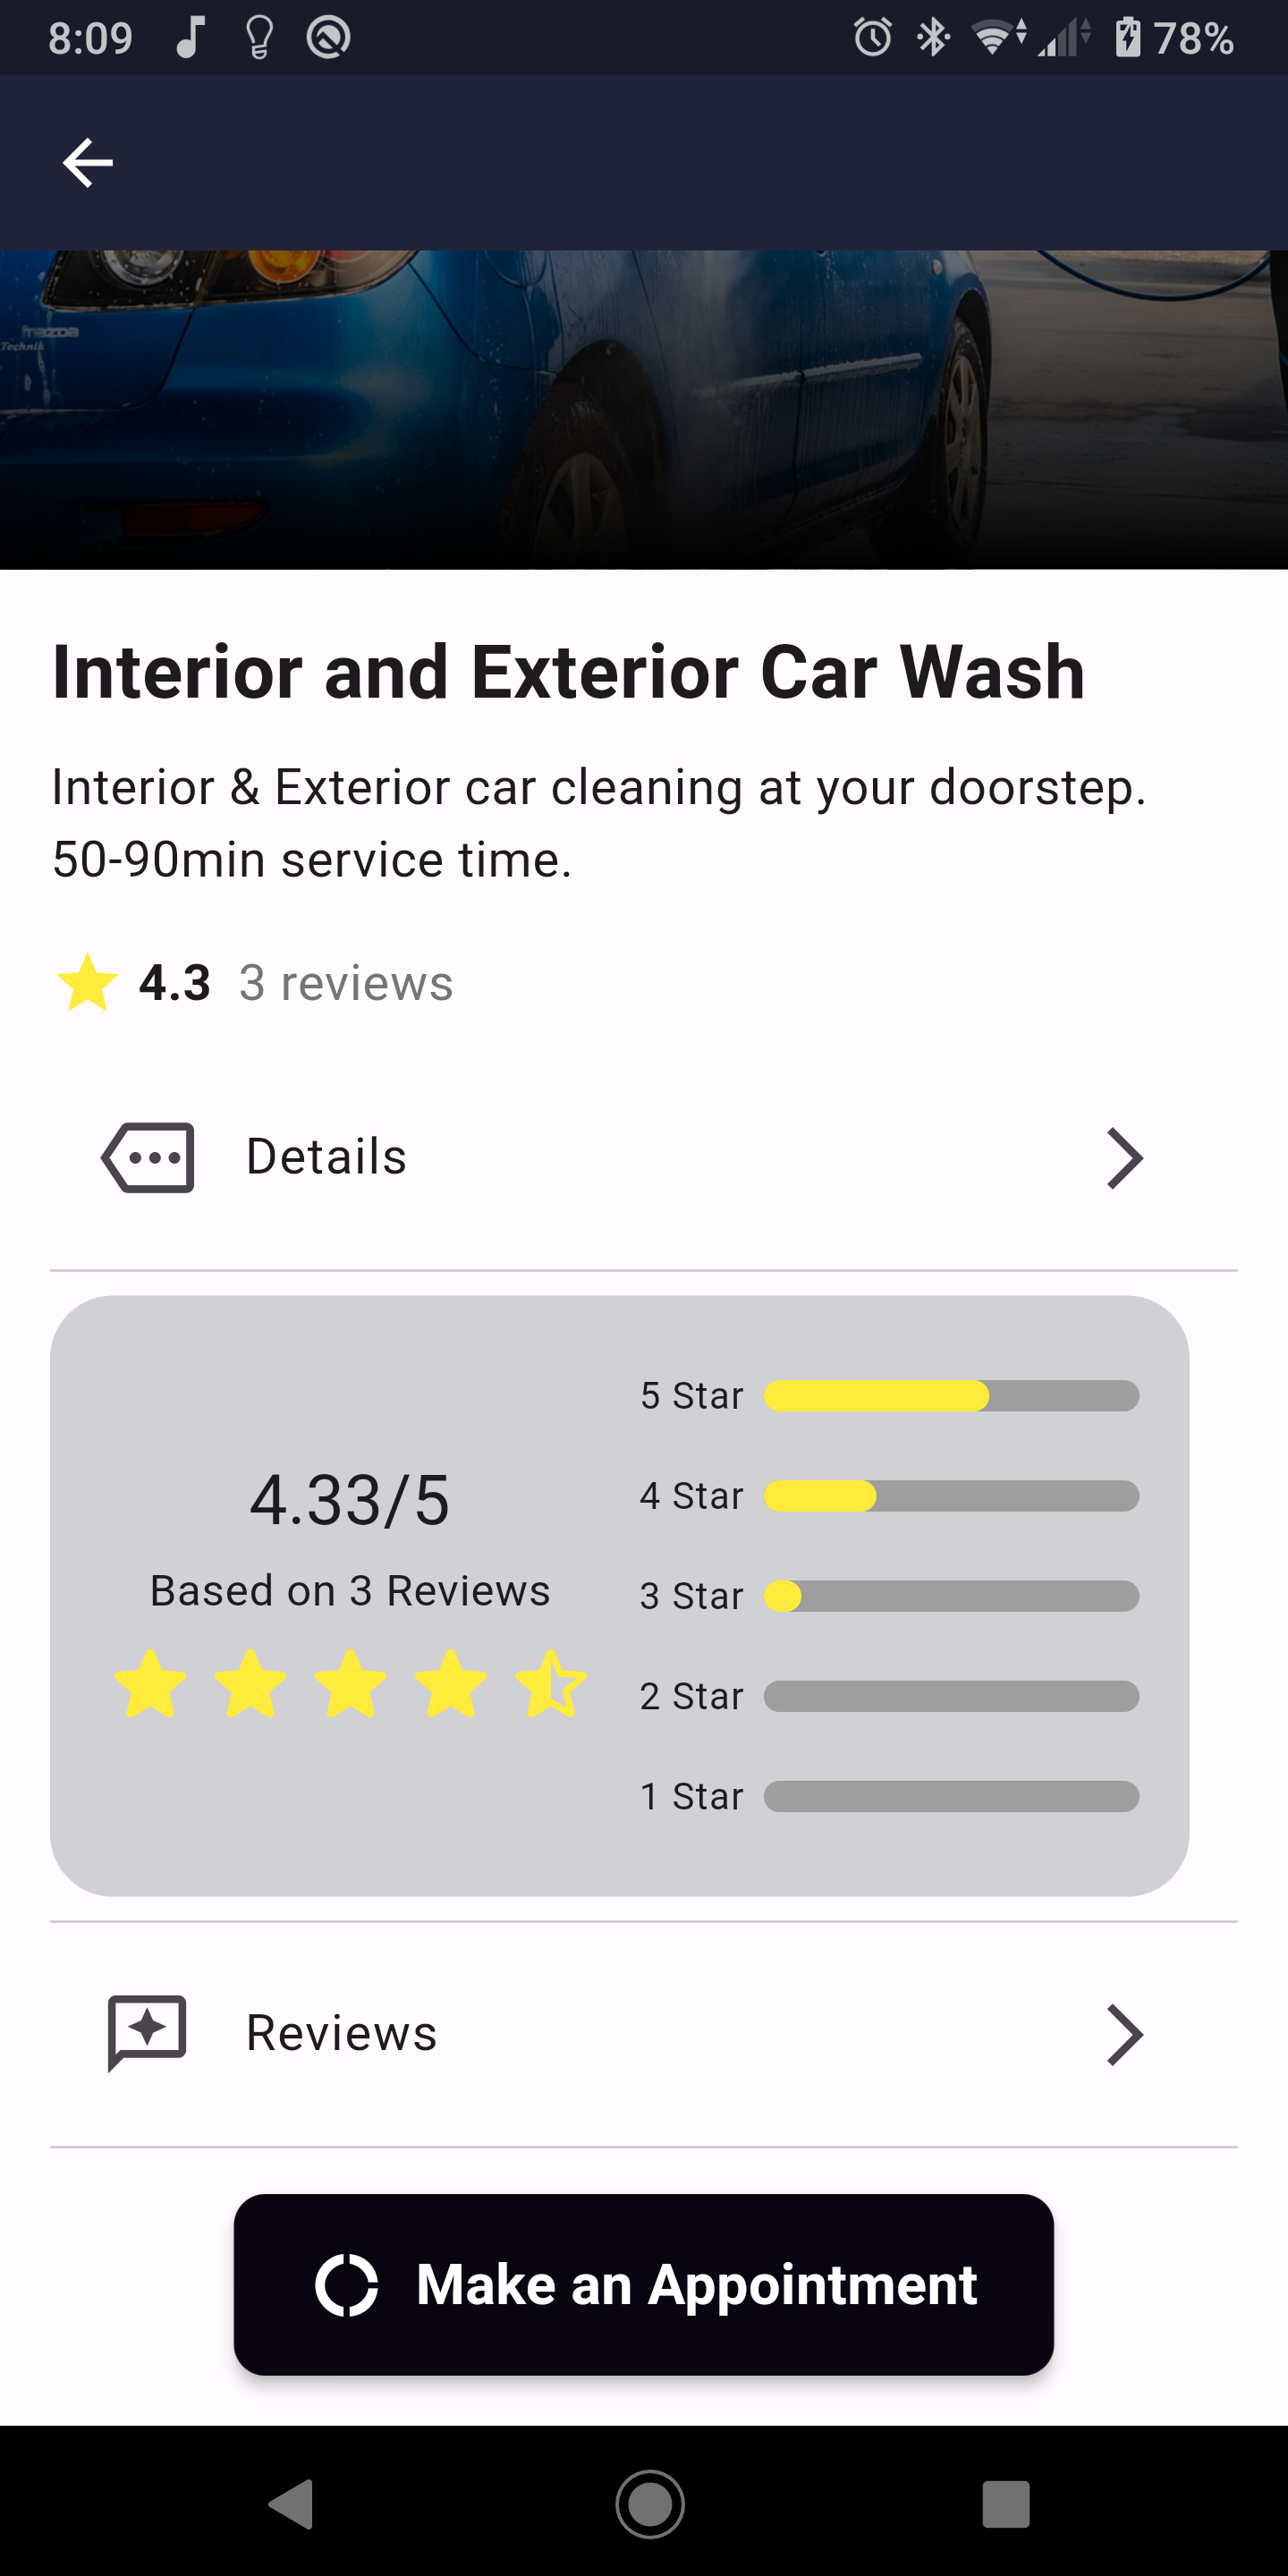 8:09
78%
mazda
Technik
Interior and Exterior Car Wash
Interior & Exterior car cleaning at your doorstep.
50-90min service time.
4.3 3 reviews
Details
4.33/5
Based on 3 Reviews
5 Star
4 Star
3 Star
2 Star
1 Star
Reviews
Make an Appointment